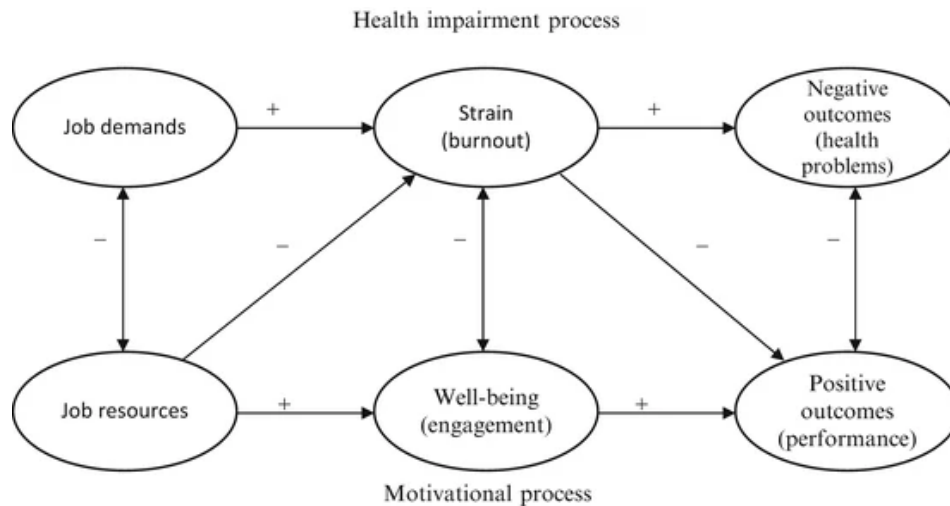 Health impairment process
Job demands
+
Strain
(burnout)
+
Negative
outcomes
(health
problems)
–
–
–
–
–
Job resources
+
Well-being
(engagement)
+
Positive
outcomes
(performance)
Motivational process